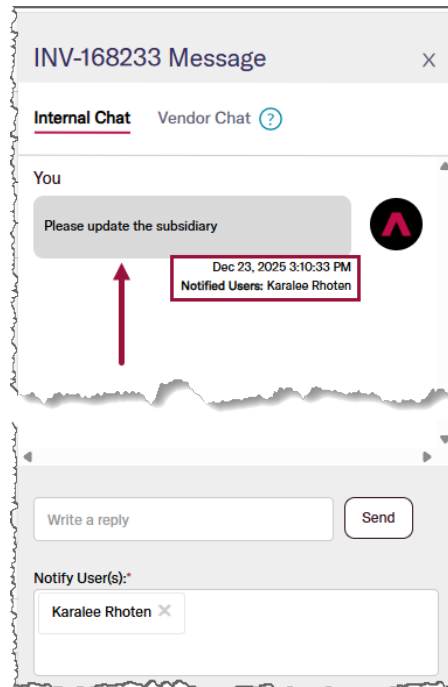 INV-168233 Message X
Internal Chat Vendor Chat ?
You
Please update the subsidiary
Dec 23, 2025 3:10:33 PM
Notified Users: Karalee Rhoten
Write a reply Send
Notify User(s):*
Karalee Rhoten ×